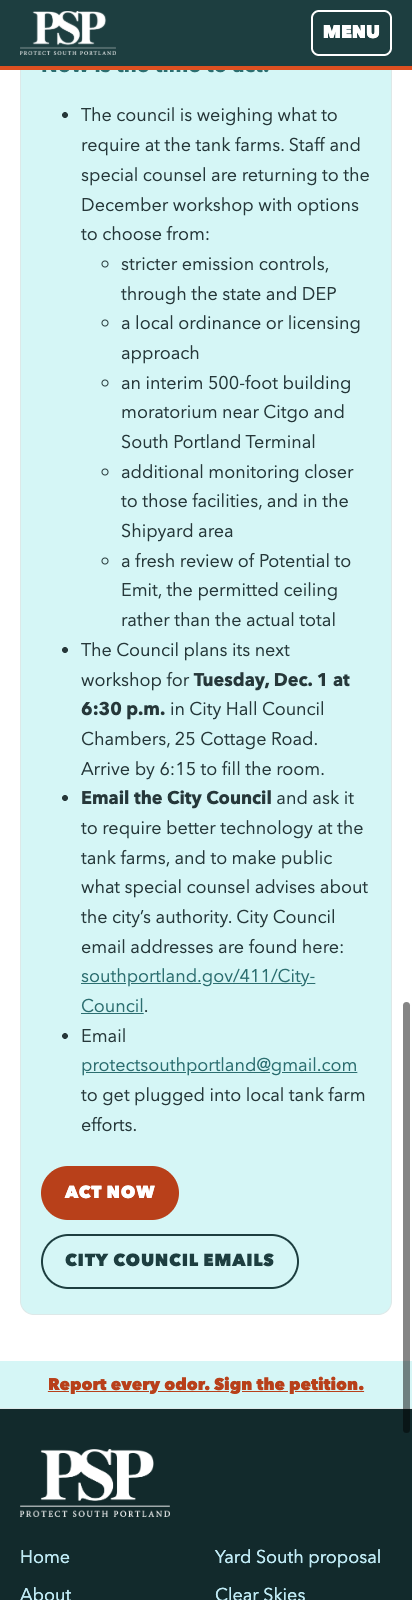 PSP
PROTECT SOUTH PORTLAND
MENU
Now is the time to act.
• The council is weighing what to
require at the tank farms. Staff and
special counsel are returning to the
December workshop with options
to choose from:
◦ stricter emission controls,
through the state and DEP
◦ a local ordinance or licensing
approach
◦ an interim 500-foot building
moratorium near Citgo and
South Portland Terminal
◦ additional monitoring closer
to those facilities, and in the
Shipyard area
◦ a fresh review of Potential to
Emit, the permitted ceiling
rather than the actual total
• The Council plans its next
workshop for Tuesday, Dec. 1 at
6:30 p.m. in City Hall Council
Chambers, 25 Cottage Road.
Arrive by 6:15 to fill the room.
• Email the City Council and ask it
to require better technology at the
tank farms, and to make public
what special counsel advises about
the city’s authority. City Council
email addresses are found here:
southportland.gov/411/City-
Council.
• Email
protectsouthportland@gmail.com
to get plugged into local tank farm
efforts.
ACT NOW
CITY COUNCIL EMAILS
Report every odor. Sign the petition.
PSP
PROTECT SOUTH PORTLAND
Home
Yard South proposal
About
Clear Skies